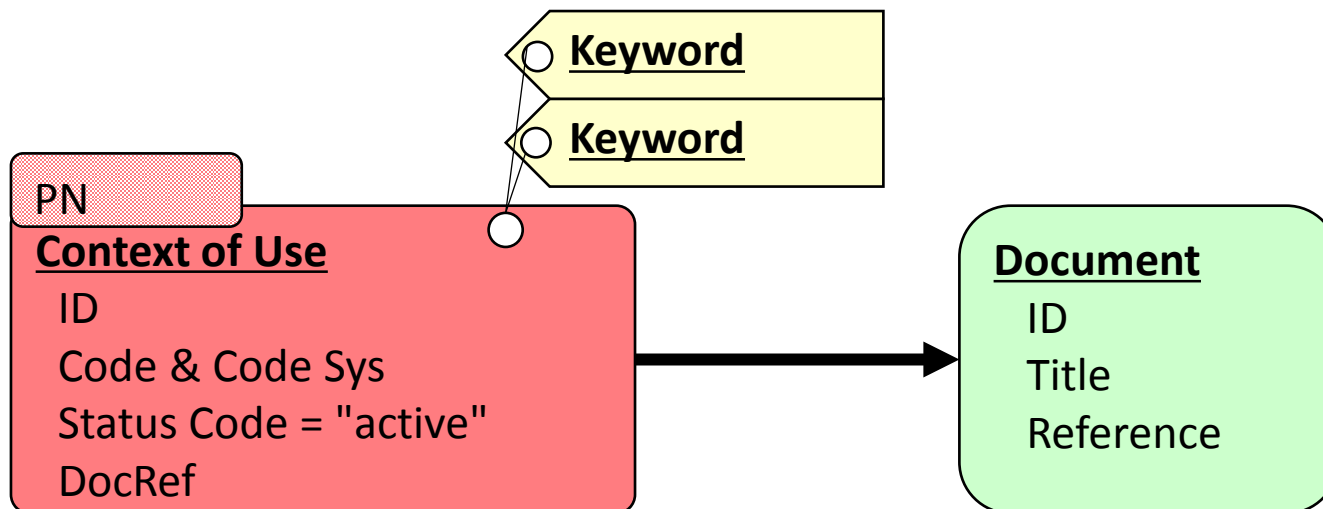 Keyword
Keyword
PN
Context of Use
ID
Code & Code Sys
Status Code = "active"
DocRef
Document
ID
Title
Reference